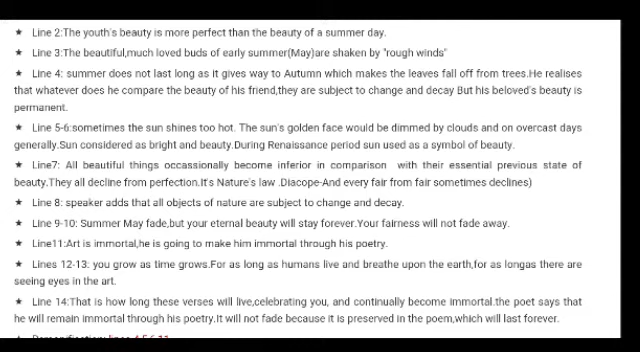 ★ Line 2:The youth's beauty is more perfect than the beauty of a summer day.
★ Line 3:The beautiful,much loved buds of early summer(May)are shaken by "rough winds"
★ Line 4: summer does not last long as it gives way to Autumn which makes the leaves fall off from trees.He realises
that whatever does he compare the beauty of his friend,they are subject to change and decay But his beloved's beauty is
permanent.
★ Line 5-6:sometimes the sun shines too hot. The sun's golden face would be dimmed by clouds and on overcast days
generally.Sun considered as bright and beauty.During Renaissance period sun used as a symbol of beauty.
★ Line7: All beautiful things occassionally become inferior in comparison with their essential previous state of
beauty.They all decline from perfection.It's Nature's law .Diacope-And every fair from fair sometimes declines)
★ Line 8: speaker adds that all objects of nature are subject to change and decay.
★ Line 9-10: Summer May fade,but your eternal beauty will stay forever.Your fairness will not fade away.
★ Line11:Art is immortal,he is going to make him immortal through his poetry.
★ Lines 12-13: you grow as time grows.For as long as humans live and breathe upon the earth,for as longas there are
seeing eyes in the art.
★ Line 14:That is how long these verses will live,celebrating you, and continually become immortal.the poet says that
he will remain immortal through his poetry.It will not fade because it is preserved in the poem,which will last forever.